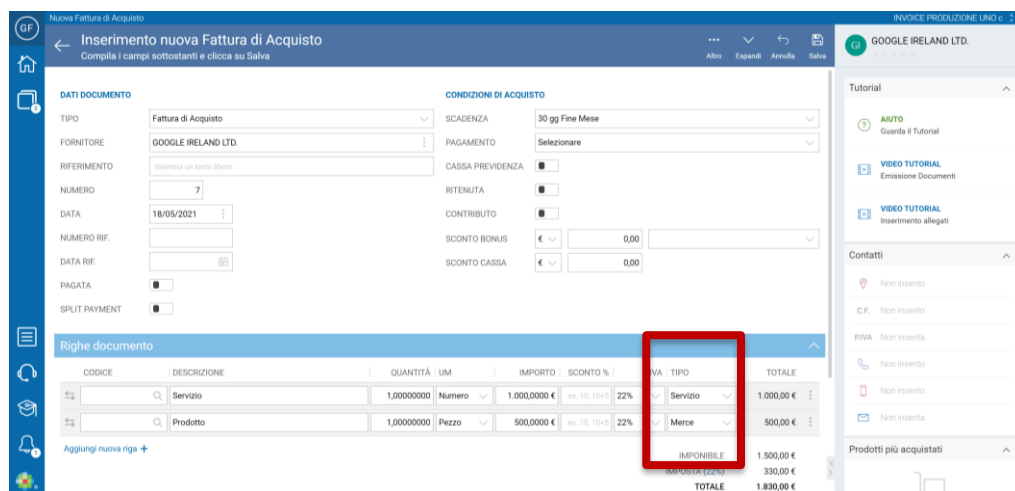 Nuova Fattura di Acquisto
INVOICE PRODUZIONE UNO c
GF
Inserimento nuova Fattura di Acquisto
Compila i campi sottostanti e clicca su Salva
Altro Espandi Annulla Salva
GI GOOGLE IRELAND LTD.
DATI DOCUMENTO
TIPO Fattura di Acquisto
FORNITORE GOOGLE IRELAND LTD.
RIFERIMENTO Inserisci un testo libero
NUMERO 7
DATA 18/05/2021
NUMERO RIF.
DATA RIF.
PAGATA
SPLIT PAYMENT
CONDIZIONI DI ACQUISTO
SCADENZA 30 gg Fine Mese
PAGAMENTO Selezionare
CASSA PREVIDENZA
RITENUTA
CONTRIBUTO
SCONTO BONUS € 0,00
SCONTO CASSA € 0,00
Righe documento
CODICE DESCRIZIONE QUANTITÀ UM IMPORTO SCONTO % IVA TIPO TOTALE
Servizio 1,00000000 Numero 1.000,0000 € es. 10, 10+5 22% Servizio 1.000,00 €
Prodotto 1,00000000 Pezzo 500,0000 € es. 10, 10+5 22% Merce 500,00 €
Aggiungi nuova riga +
IMPONIBILE 1.500,00 €
IMPOSTA (22%) 330,00 €
TOTALE 1.830,00 €
Tutorial
AIUTO
Guarda il Tutorial
VIDEO TUTORIAL
Emissione Documenti
VIDEO TUTORIAL
Inserimento allegati
Contatti
Non inserito
C.F. Non inserito
P.IVA Non inserita
Non inserito
Non inserito
Non inserita
Prodotti più acquistati